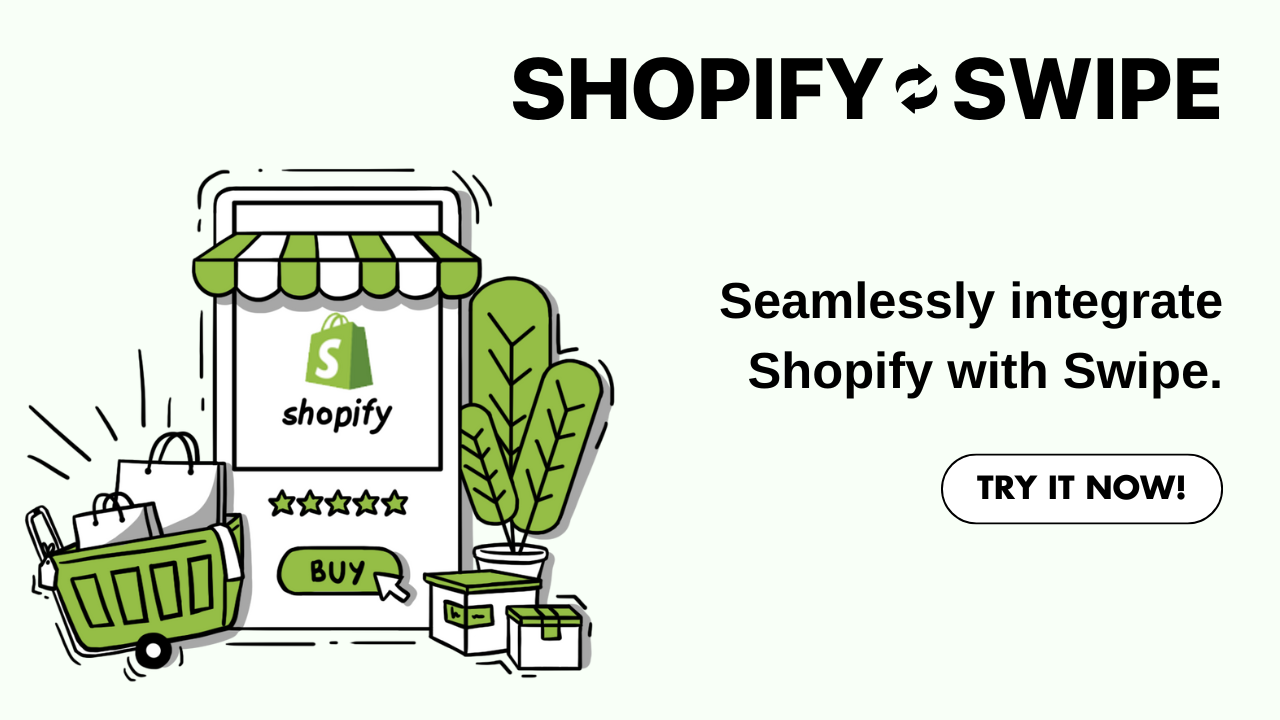 SHOPIFY SWIPE
Seamlessly integrate
Shopify with Swipe.
TRY IT NOW!
S
shopify
BUY